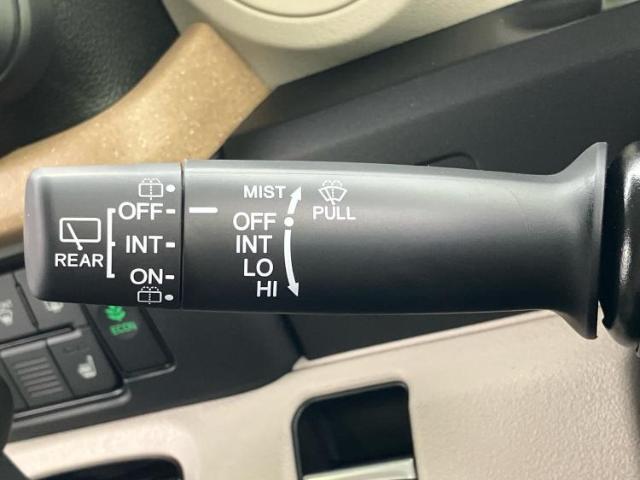 OFF
INT
ON
REAR
MIST
OFF
INT
LO
HI
PULL
ECON